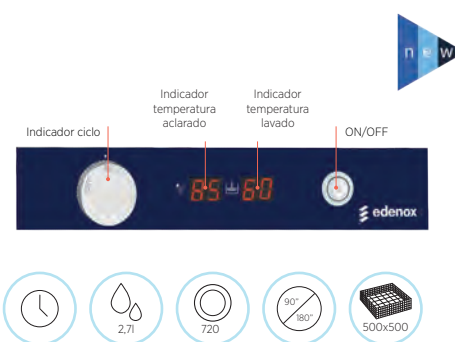 new
Indicador
temperatura
aclarado
Indicador
temperatura
lavado
Indicador ciclo
ON/OFF
85 60
edenox
2,7l
720
90"
180"
500x500